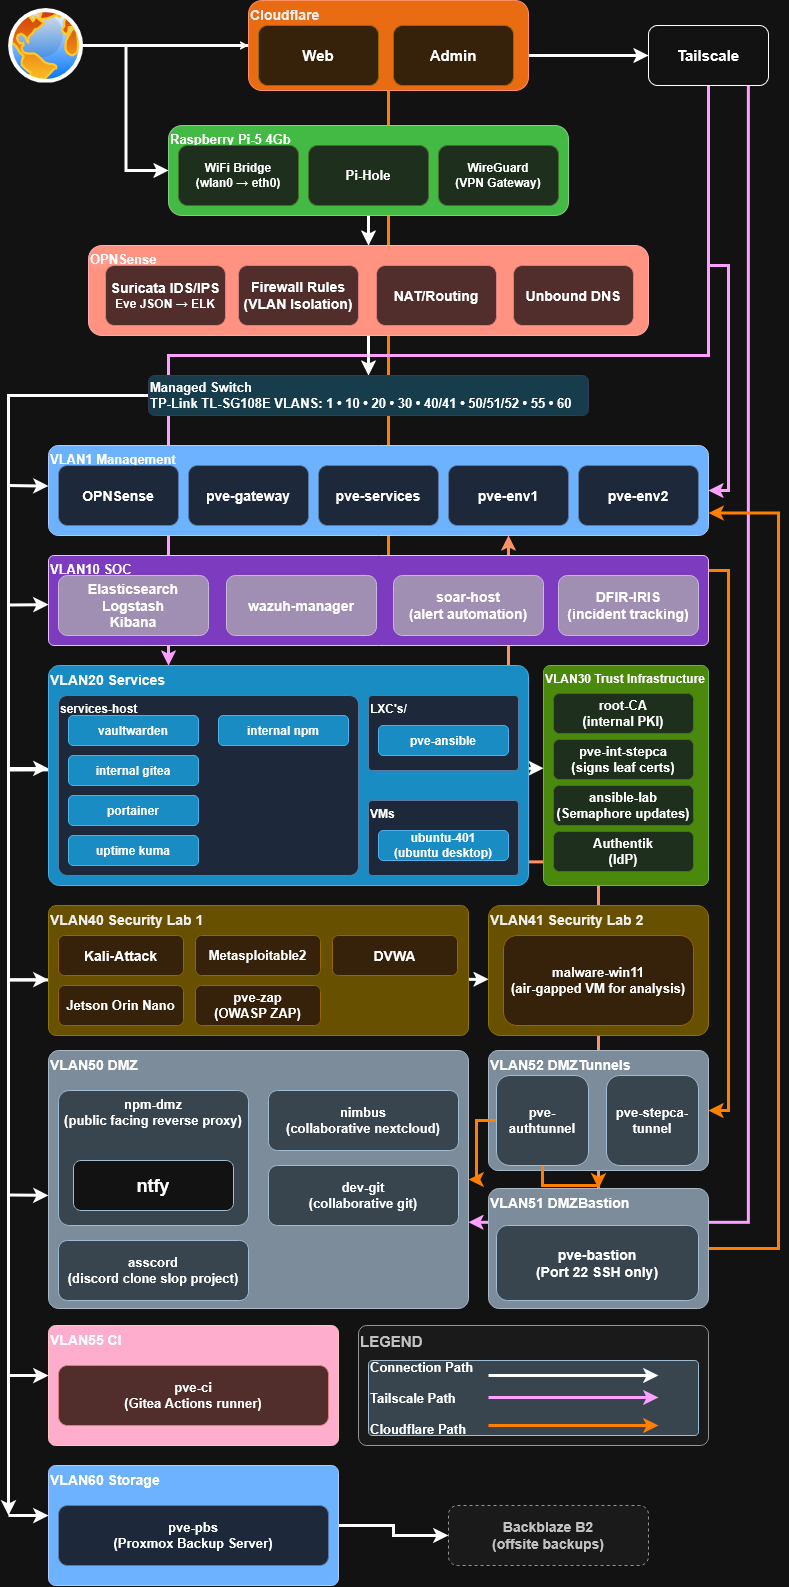 Cloudflare
Web
Admin
Tailscale
Raspberry Pi-5 4Gb
WiFi Bridge
(wlan0 → eth0)
Pi-Hole
WireGuard
(VPN Gateway)
OPNSense
Suricata IDS/IPS
Eve JSON → ELK
Firewall Rules
(VLAN Isolation)
NAT/Routing
Unbound DNS
Managed Switch
TP-Link TL-SG108E VLANS: 1 • 10 • 20 • 30 • 40/41 • 50/51/52 • 55 • 60
VLAN1 Management
OPNSense
pve-gateway
pve-services
pve-env1
pve-env2
VLAN10 SOC
Elasticsearch
Logstash
Kibana
wazuh-manager
soar-host
(alert automation)
DFIR-IRIS
(incident tracking)
VLAN20 Services
services-host
vaultwarden
internal npm
internal gitea
portainer
uptime kuma
LXC's/
pve-ansible
VMs
ubuntu-401
(ubuntu desktop)
VLAN30 Trust Infrastructure
root-CA
(internal PKI)
pve-int-stepca
(signs leaf certs)
ansible-lab
(Semaphore updates)
Authentik
(IdP)
VLAN40 Security Lab 1
Kali-Attack
Metasploitable2
DVWA
Jetson Orin Nano
pve-zap
(OWASP ZAP)
VLAN41 Security Lab 2
malware-win11
(air-gapped VM for analysis)
VLAN50 DMZ
npm-dmz
(public facing reverse proxy)
ntfy
nimbus
(collaborative nextcloud)
dev-git
(collaborative git)
asscord
(discord clone slop project)
VLAN52 DMZTunnels
pve-
authtunnel
pve-stepca-
tunnel
VLAN51 DMZBastion
pve-bastion
(Port 22 SSH only)
VLAN55 CI
pve-ci
(Gitea Actions runner)
LEGEND
Connection Path
Tailscale Path
Cloudflare Path
VLAN60 Storage
pve-pbs
(Proxmox Backup Server)
Backblaze B2
(offsite backups)